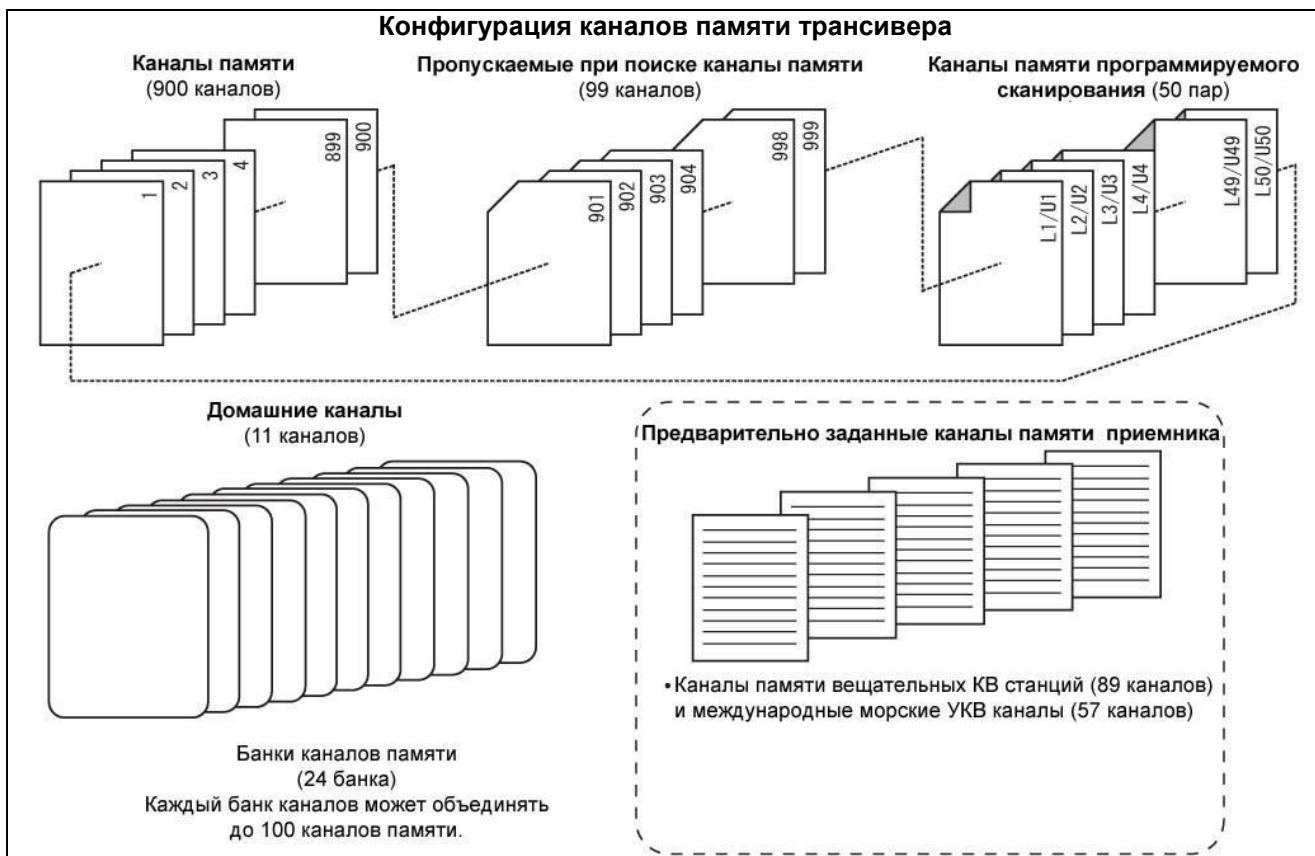 Конфигурация каналов памяти трансивера
Каналы памяти
(900 каналов)
1
2
3
4
899
900
Пропускаемые при поиске каналы памяти
(99 каналов)
901
902
903
904
998
999
Каналы памяти программируемого
сканирования (50 пар)
L1/U1
L2/U2
L3/U3
L4/U4
L49/U49
L50/U50
Домашние каналы
(11 каналов)
Банки каналов памяти
(24 банка)
Каждый банк каналов может объединять
до 100 каналов памяти.
Предварительно заданные каналы памяти приемника
•Каналы памяти вещательных КВ станций (89 каналов)
и международные морские УКВ каналы (57 каналов)